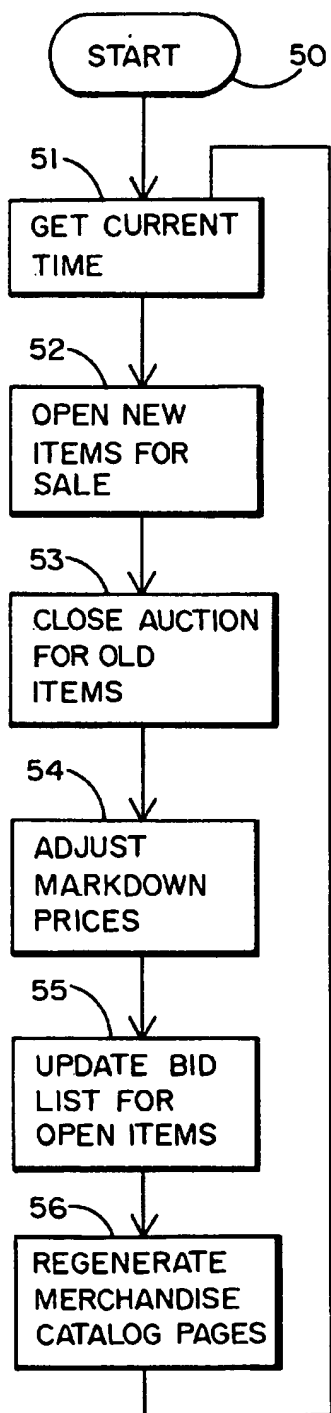 START
50
51
GET CURRENT
TIME
52
OPEN NEW
ITEMS FOR
SALE
53
CLOSE AUCTION
FOR OLD
ITEMS
54
ADJUST
MARKDOWN
PRICES
55
UPDATE BID
LIST FOR
OPEN ITEMS
56
REGENERATE
MERCHANDISE
CATALOG PAGES